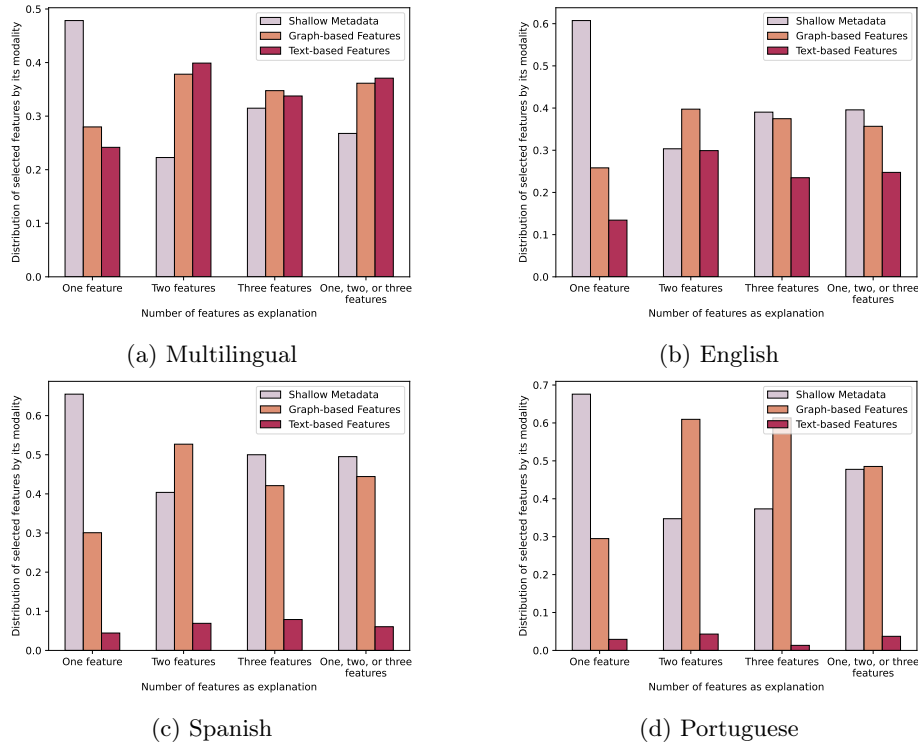 Distribution of selected features by its modality
0.5
0.4
0.3
0.2
0.1
0.0
Shallow Metadata
Graph-based Features
Text-based Features
One feature
Two features
Three features
One, two, or three
features
Number of features as explanation
(a) Multilingual
Distribution of selected features by its modality
0.6
0.5
0.4
0.3
0.2
0.1
0.0
Shallow Metadata
Graph-based Features
Text-based Features
One feature
Two features
Three features
One, two, or three
features
Number of features as explanation
(b) English
Distribution of selected features by its modality
0.6
0.5
0.4
0.3
0.2
0.1
0.0
Shallow Metadata
Graph-based Features
Text-based Features
One feature
Two features
Three features
One, two, or three
features
Number of features as explanation
(c) Spanish
Distribution of selected features by its modality
0.7
0.6
0.5
0.4
0.3
0.2
0.1
0.0
Shallow Metadata
Graph-based Features
Text-based Features
One feature
Two features
Three features
One, two, or three
features
Number of features as explanation
(d) Portuguese